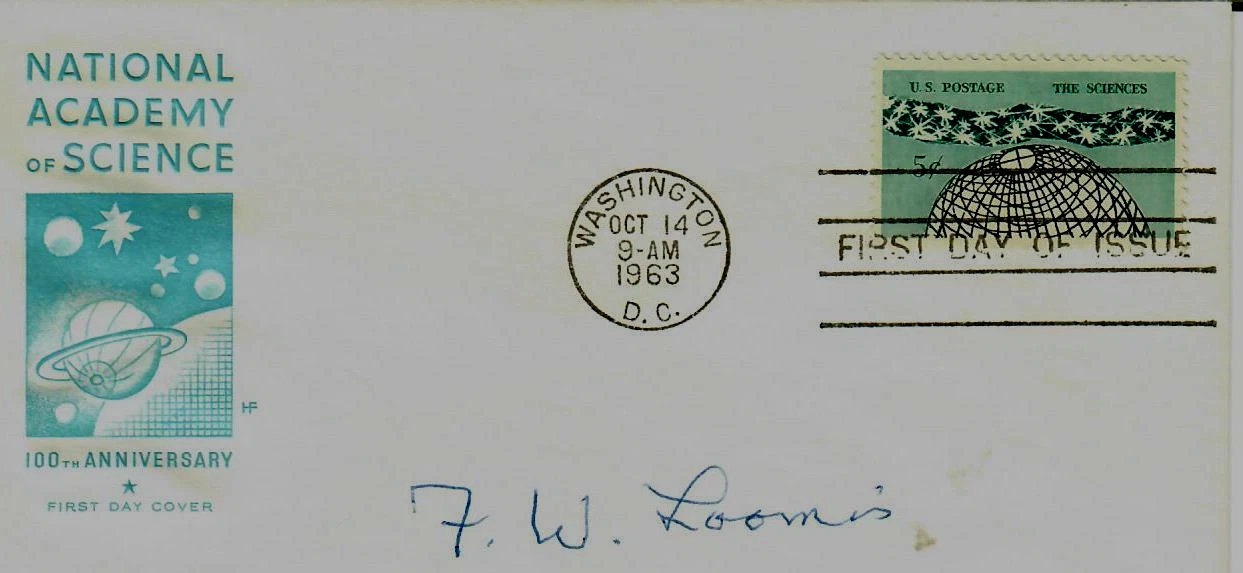 NATIONAL
ACADEMY
OF SCIENCE
HF
100TH ANNIVERSARY
FIRST DAY COVER
WASHINGTON
OCT 14
9-AM
1963
D. C.
U.S. POSTAGE THE SCIENCES
5¢
FIRST DAY OF ISSUE
F. W. Loomis